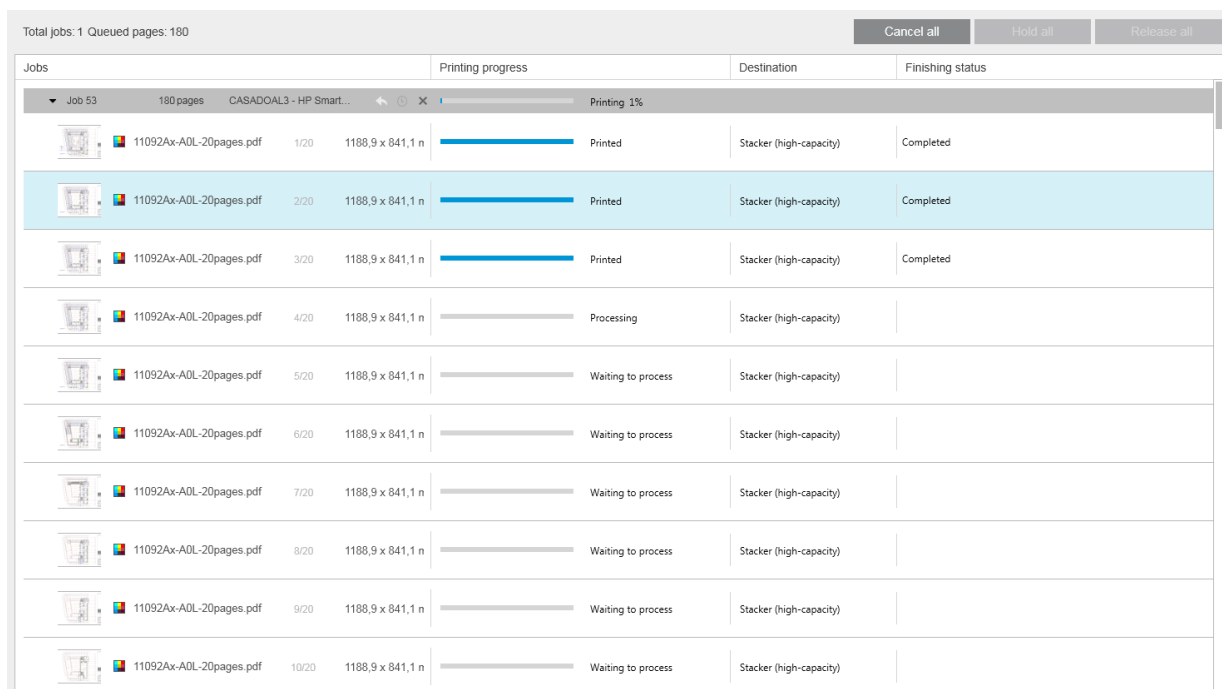 Total jobs: 1 Queued pages: 180 Cancel all Hold all Release all
Jobs Printing progress Destination Finishing status
Job 53 180 pages CASADOAL3 - HP Smart... Printing 1%
11092Ax-A0L-20pages.pdf 1/20 1188,9 x 841,1 n Printed Stacker (high-capacity) Completed
11092Ax-A0L-20pages.pdf 2/20 1188,9 x 841,1 n Printed Stacker (high-capacity) Completed
11092Ax-A0L-20pages.pdf 3/20 1188,9 x 841,1 n Printed Stacker (high-capacity) Completed
11092Ax-A0L-20pages.pdf 4/20 1188,9 x 841,1 n Processing Stacker (high-capacity)
11092Ax-A0L-20pages.pdf 5/20 1188,9 x 841,1 n Waiting to process Stacker (high-capacity)
11092Ax-A0L-20pages.pdf 6/20 1188,9 x 841,1 n Waiting to process Stacker (high-capacity)
11092Ax-A0L-20pages.pdf 7/20 1188,9 x 841,1 n Waiting to process Stacker (high-capacity)
11092Ax-A0L-20pages.pdf 8/20 1188,9 x 841,1 n Waiting to process Stacker (high-capacity)
11092Ax-A0L-20pages.pdf 9/20 1188,9 x 841,1 n Waiting to process Stacker (high-capacity)
11092Ax-A0L-20pages.pdf 10/20 1188,9 x 841,1 n Waiting to process Stacker (high-capacity)